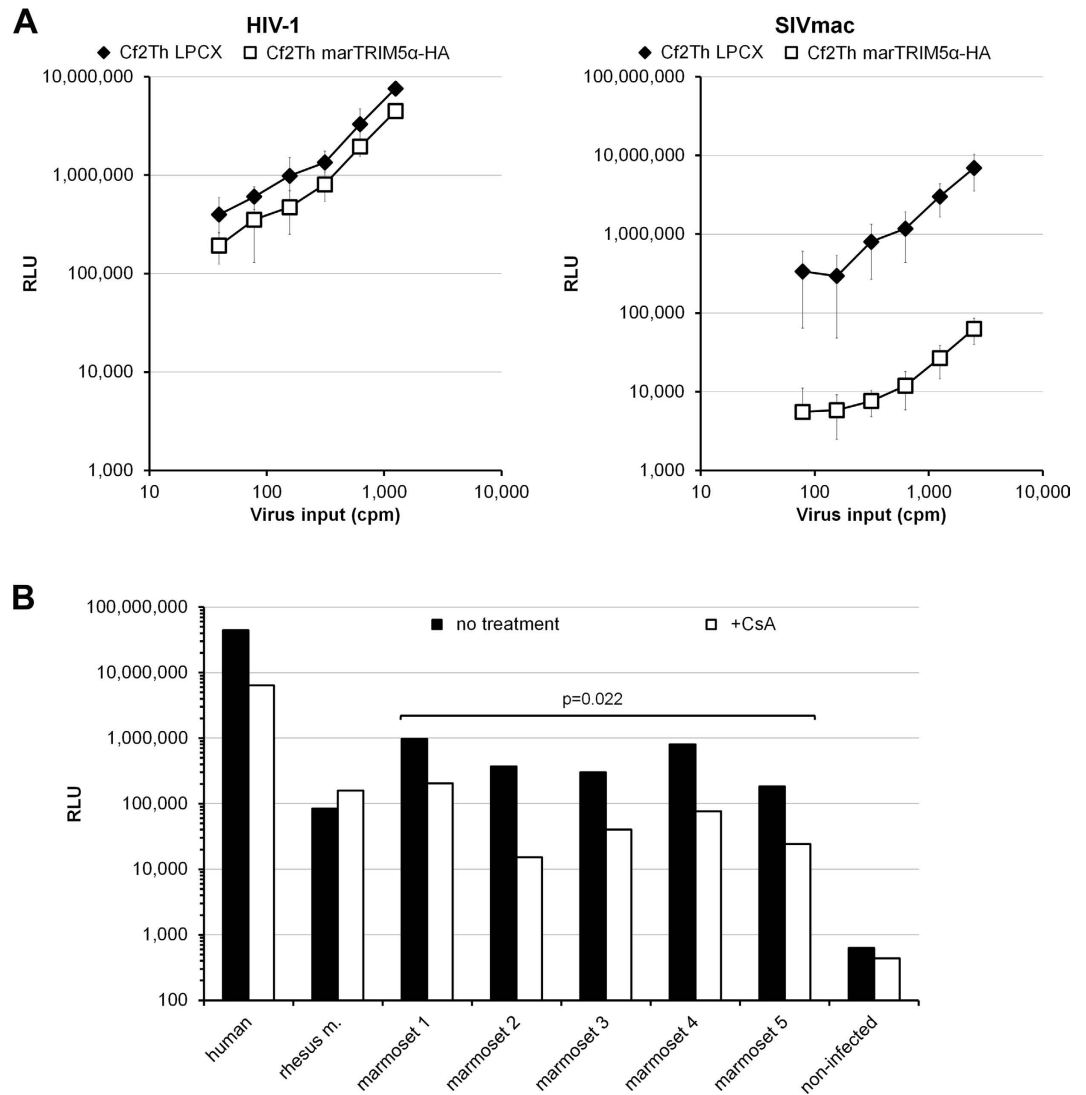 A
HIV-1
Cf2Th LPCX Cf2Th marTRIM5α-HA
10,000,000
1,000,000
100,000
10,000
1,000
RLU
10 100 1,000 10,000
Virus input (cpm)
SIVmac
Cf2Th LPCX Cf2Th marTRIM5α-HA
100,000,000
10,000,000
1,000,000
100,000
10,000
1,000
RLU
10 100 1,000 10,000
Virus input (cpm)
B
no treatment +CsA
p=0.022
100,000,000
10,000,000
1,000,000
100,000
10,000
1,000
100
RLU
human
rhesus m.
marmoset 1
marmoset 2
marmoset 3
marmoset 4
marmoset 5
non-infected